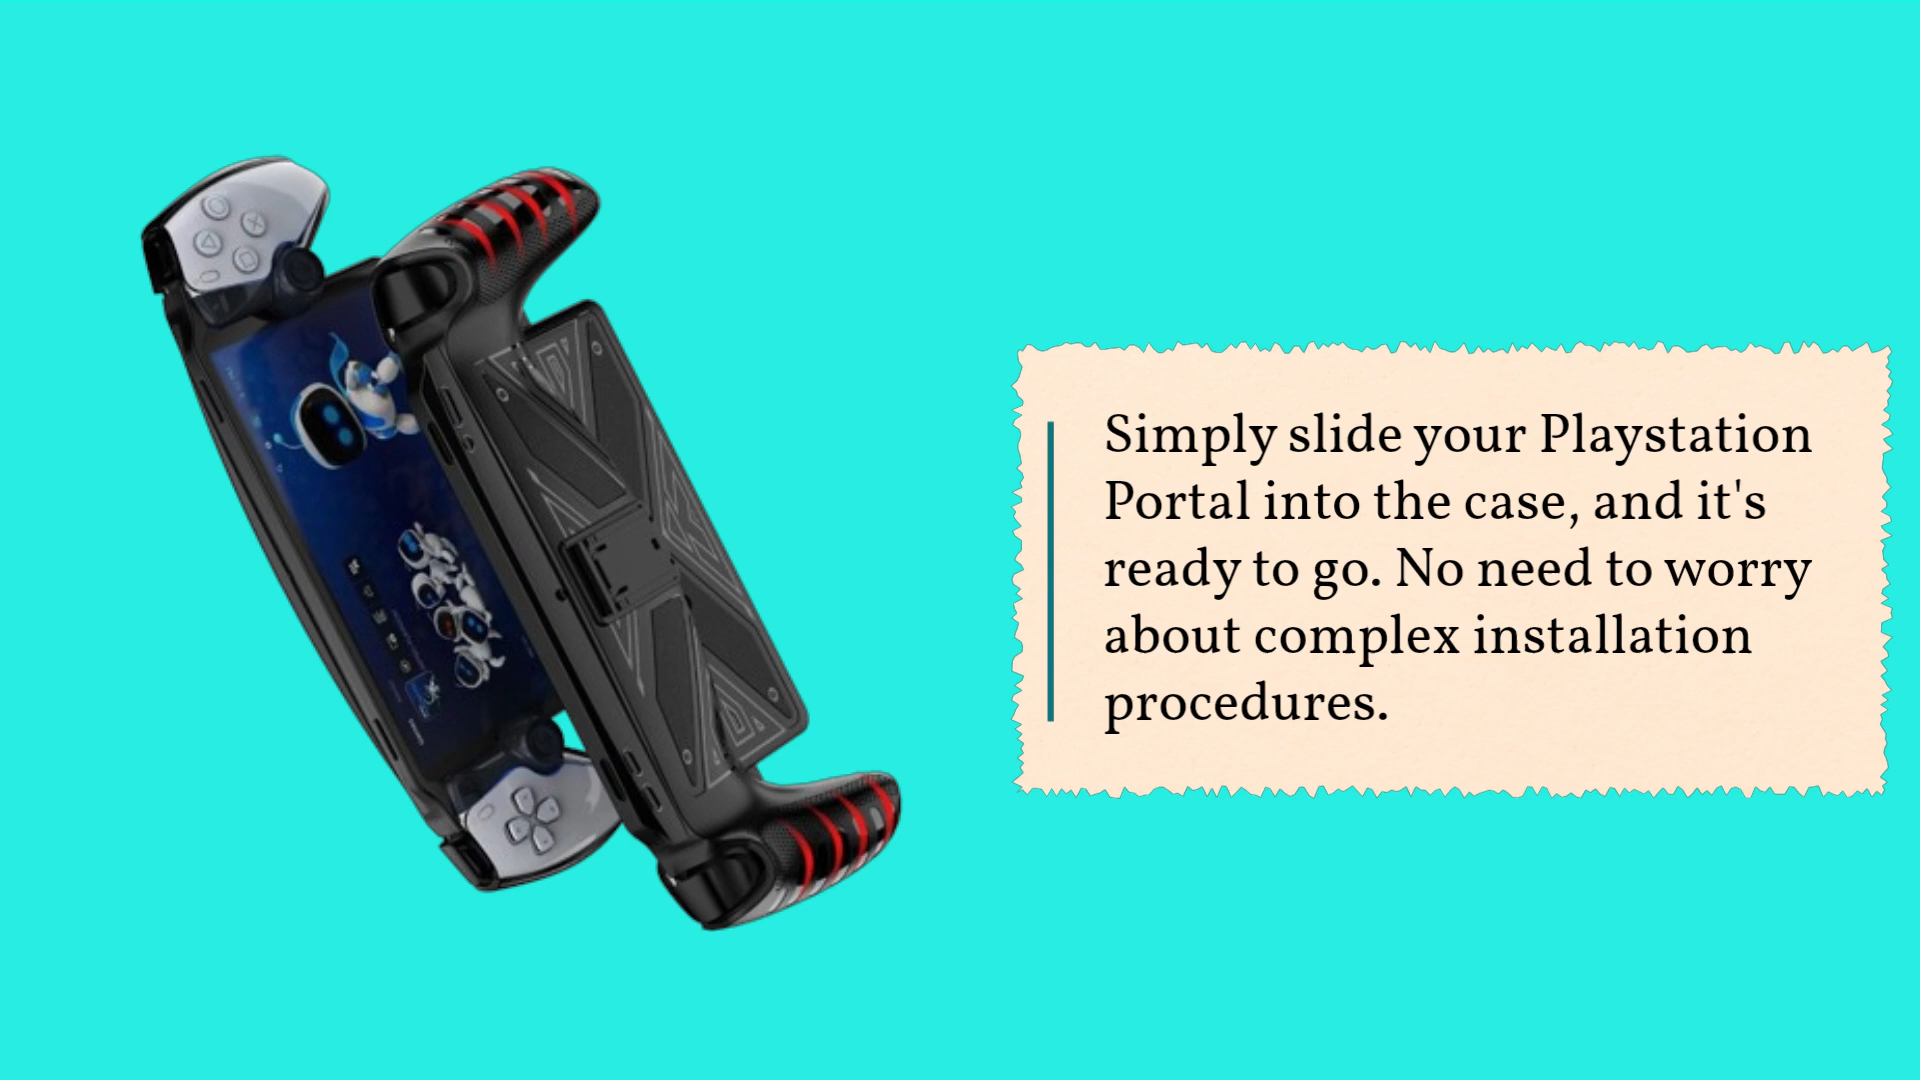 Simply slide your Playstation
Portal into the case, and it's
ready to go. No need to worry
about complex installation
procedures.